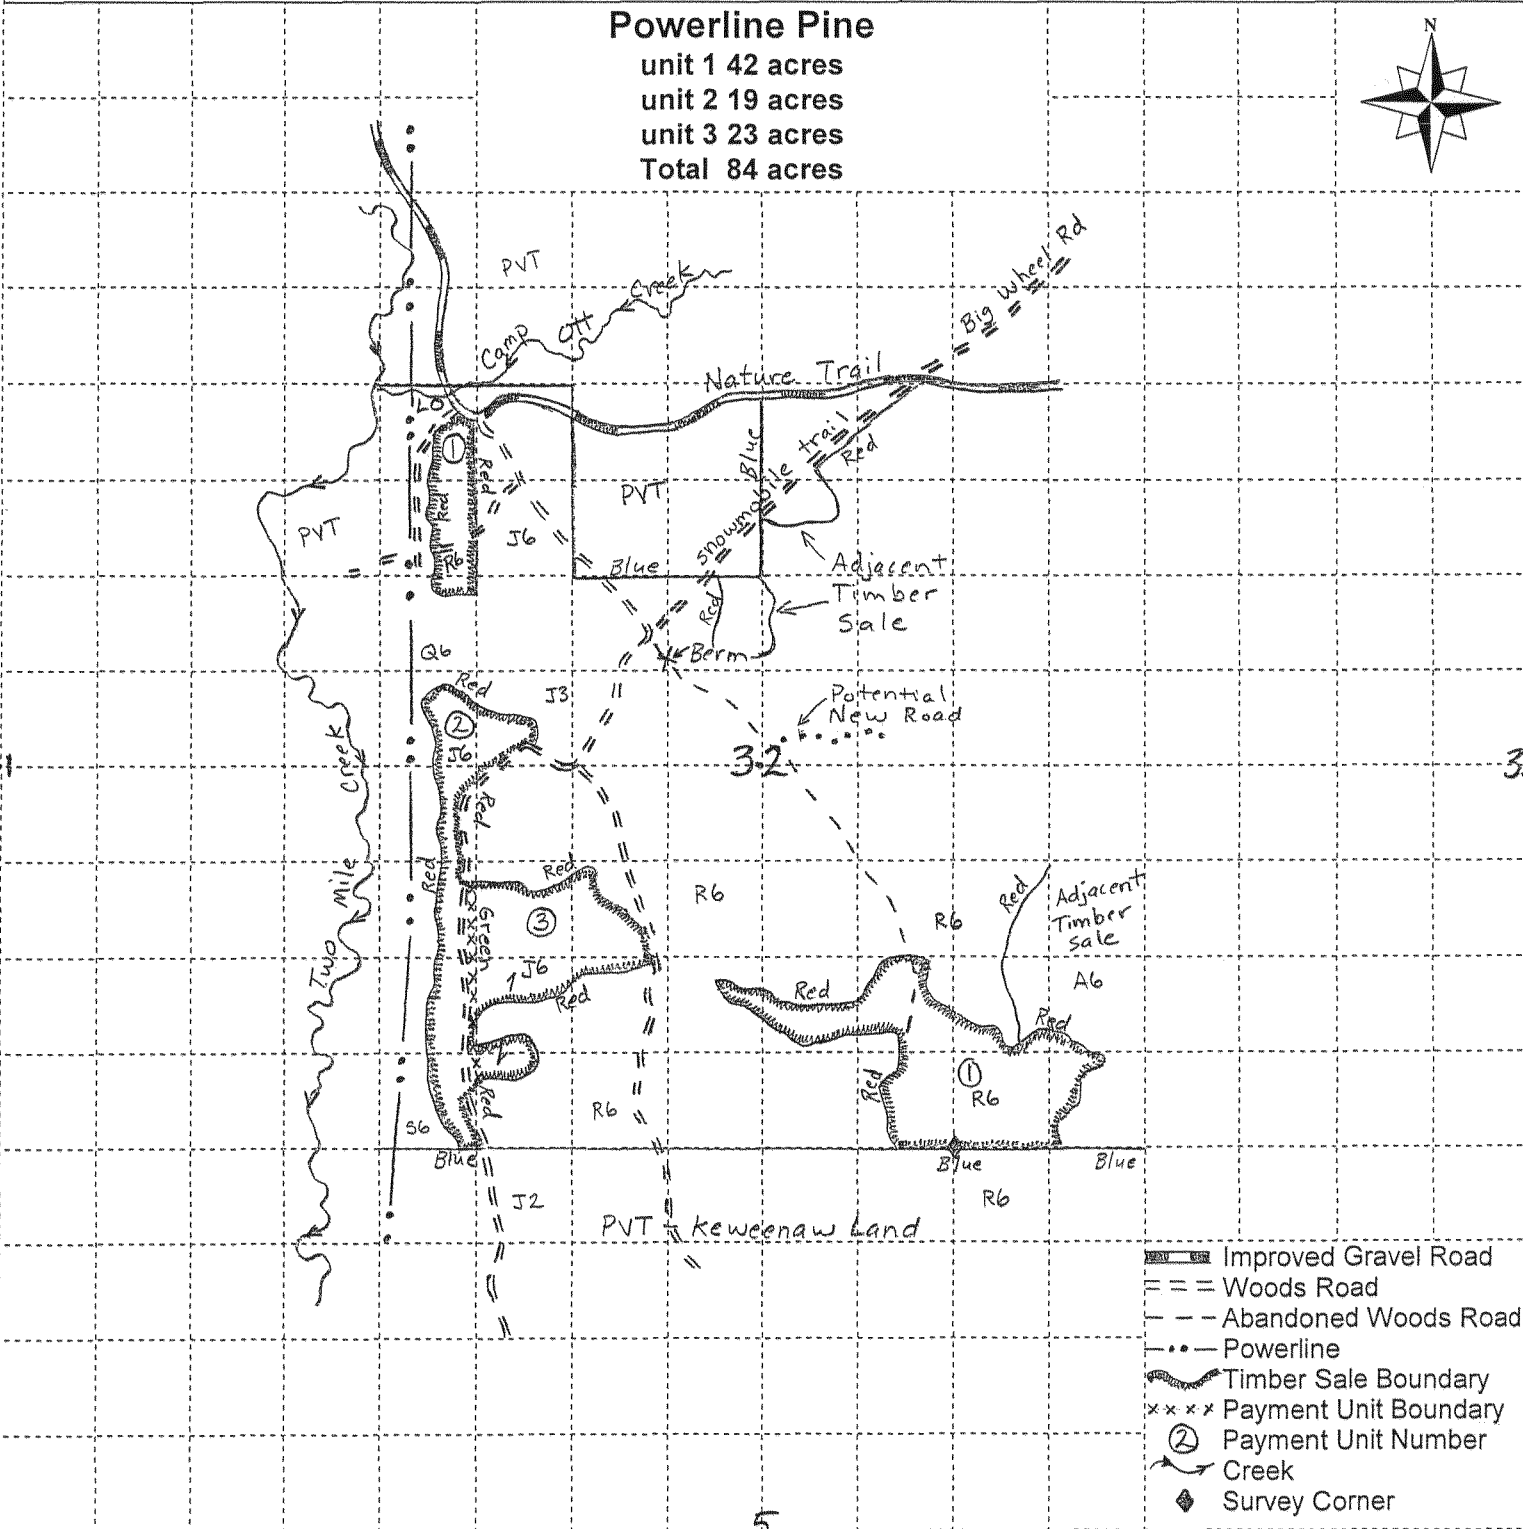 Powerline Pine
unit 1 42 acres
unit 2 19 acres
unit 3 23 acres
Total 84 acres
N
PVT
Camp Ott Creek
Big Wheel Rd
Nature Trail
LO
1
Red
Red
R6
J6
PVT
PVT
Blue
Blue
snowmobile trail
Red
Adjacent
Timber
Sale
Red
Berm
Q6
Red
2
J6
J3
Potential
New Road
32
3
Two Mile Creek
Red
Red
Red
Green
3
J6
Red
R6
R6
Red
Adjacent
Timber
Sale
A6
Red
Red
Red
1
R6
Red
R6
S6
Blue
Blue
Blue
J2
R6
PVT - Keweenaw Land
5
Improved Gravel Road
Woods Road
Abandoned Woods Road
Powerline
Timber Sale Boundary
x x x x Payment Unit Boundary
2 Payment Unit Number
Creek
Survey Corner